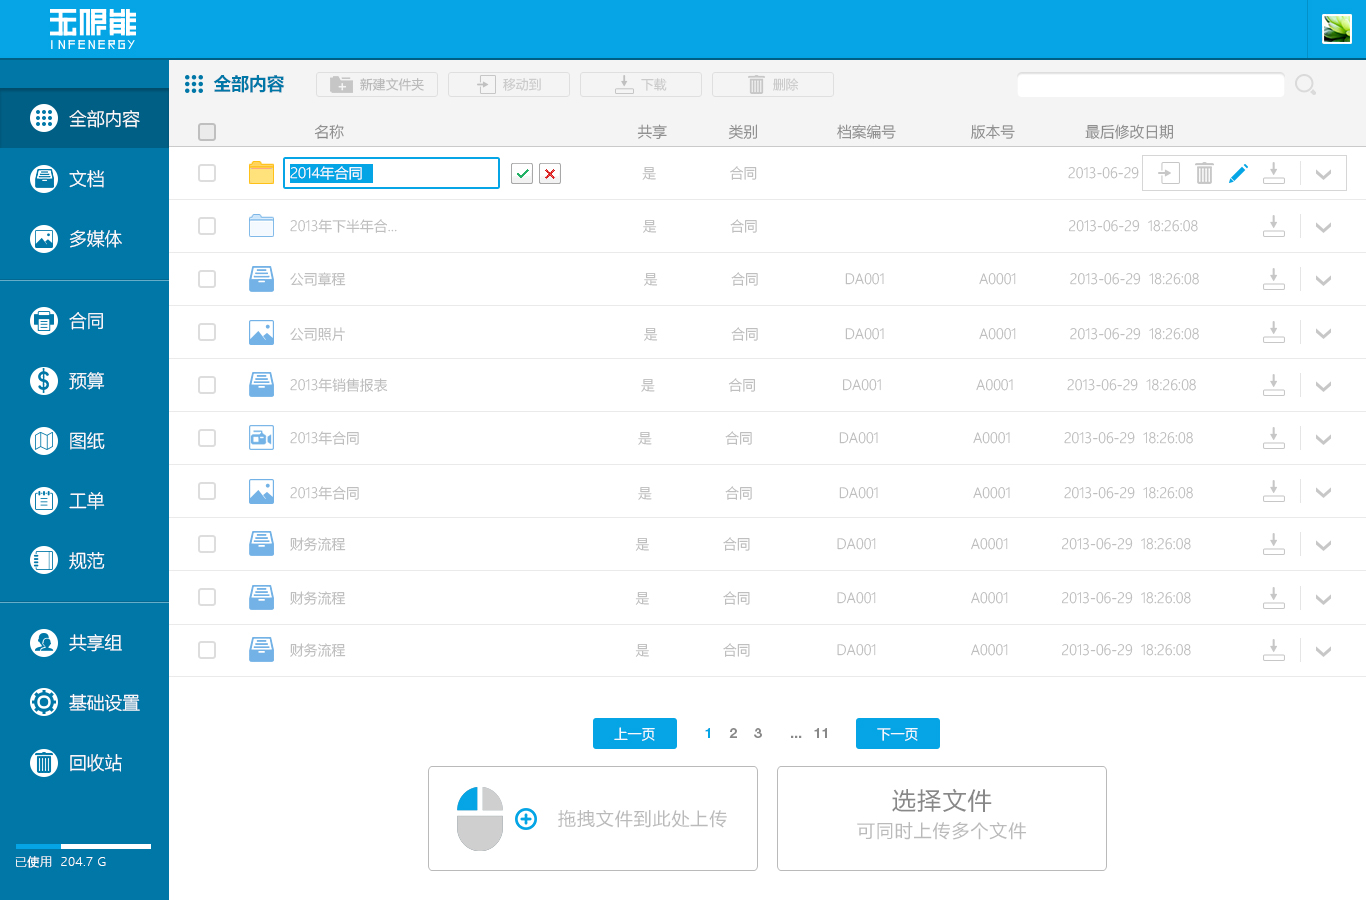 无限能
INFENERGY
全部内容 新建文件夹 移动到 下载 删除
全部内容
文档
多媒体
合同
预算
图纸
工单
规范
共享组
基础设置
回收站
已使用 204.7 G
名称 共享 类别 档案编号 版本号 最后修改日期
2014年合同 是 合同 2013-06-29
2013年下半年合... 是 合同 2013-06-29 18:26:08
公司章程 是 合同 DA001 A0001 2013-06-29 18:26:08
公司照片 是 合同 DA001 A0001 2013-06-29 18:26:08
2013年销售报表 是 合同 DA001 A0001 2013-06-29 18:26:08
2013年合同 是 合同 DA001 A0001 2013-06-29 18:26:08
2013年合同 是 合同 DA001 A0001 2013-06-29 18:26:08
财务流程 是 合同 DA001 A0001 2013-06-29 18:26:08
财务流程 是 合同 DA001 A0001 2013-06-29 18:26:08
财务流程 是 合同 DA001 A0001 2013-06-29 18:26:08
上一页 1 2 3 ... 11 下一页
拖拽文件到此处上传
选择文件
可同时上传多个文件